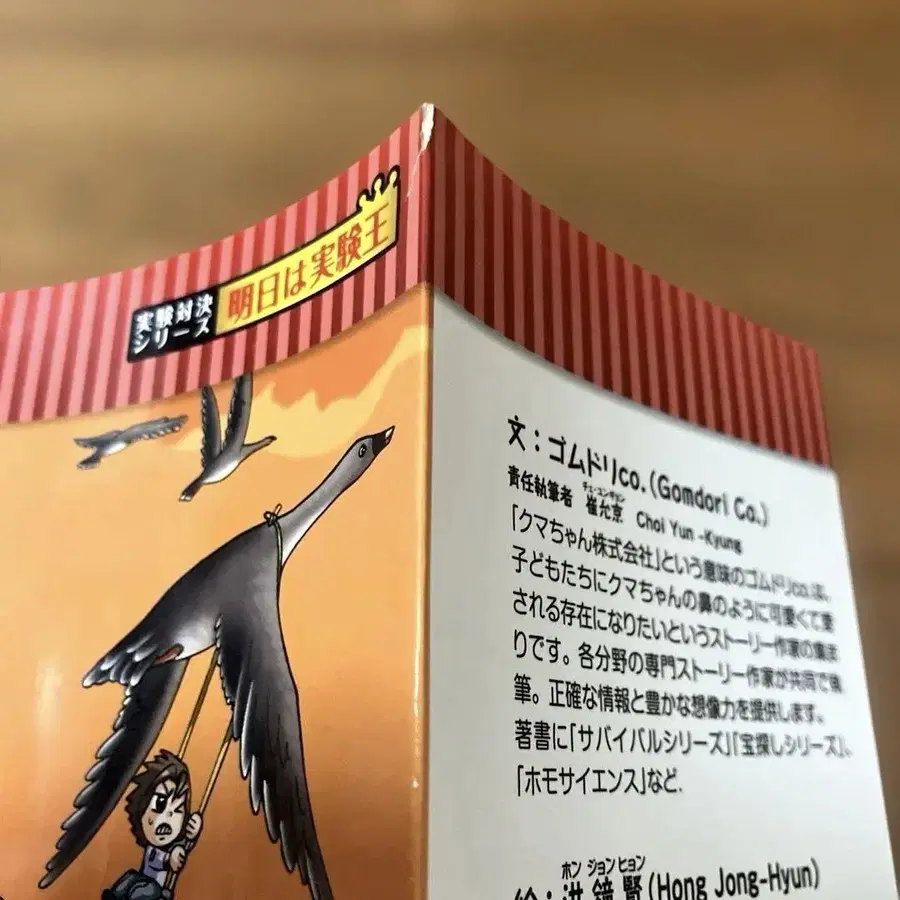 実験対決
シリーズ
明日は実験王
文：ゴムドリco.(Gomdori Co.)
チェ・ユンギョン
責任執筆者 崔允京 Choi Yun-Kyung
「クマちゃん株式会社」という意味のゴムドリco.は、
子どもたちにクマちゃんの鼻のように可愛くて愛
される存在になりたいというストーリー作家の集ま
りです。各分野の専門ストーリー作家が共同で執
筆。正確な情報と豊かな想像力を提供します。
著書に「サバイバルシリーズ」「宝探しシリーズ」、
「ホモサイエンス」など.
ホン ジョンヒョン
絵：洪鐘賢(Hong Jong-Hyun)